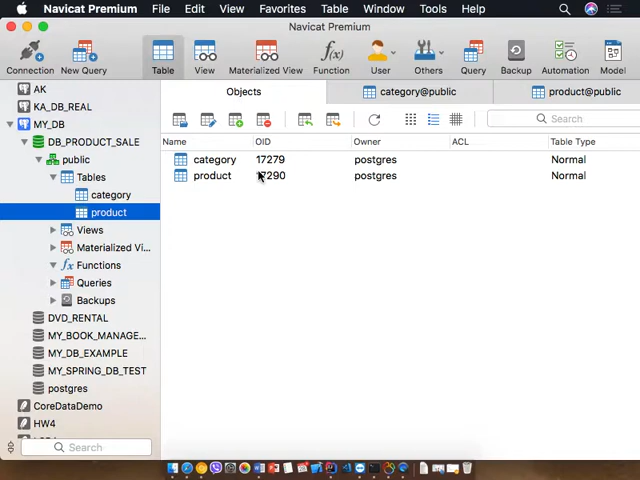 Navicat Premium File Edit View Favorites Table Window Tools Help
Navicat Premium
Connection New Query Table View Materialized View Function User Others Query Backup Automation Model
AK
KA_DB_REAL
MY_DB
DB_PRODUCT_SALE
public
Tables
category
product
Views
Materialized Vi...
Functions
Queries
Backups
DVD_RENTAL
MY_BOOK_MANAGE...
MY_DB_EXAMPLE
MY_SPRING_DB_TEST
postgres
CoreDataDemo
HW4
Search
Objects category@public product@public
Search
Name OID Owner ACL Table Type
category 17279 postgres Normal
product 17290 postgres Normal